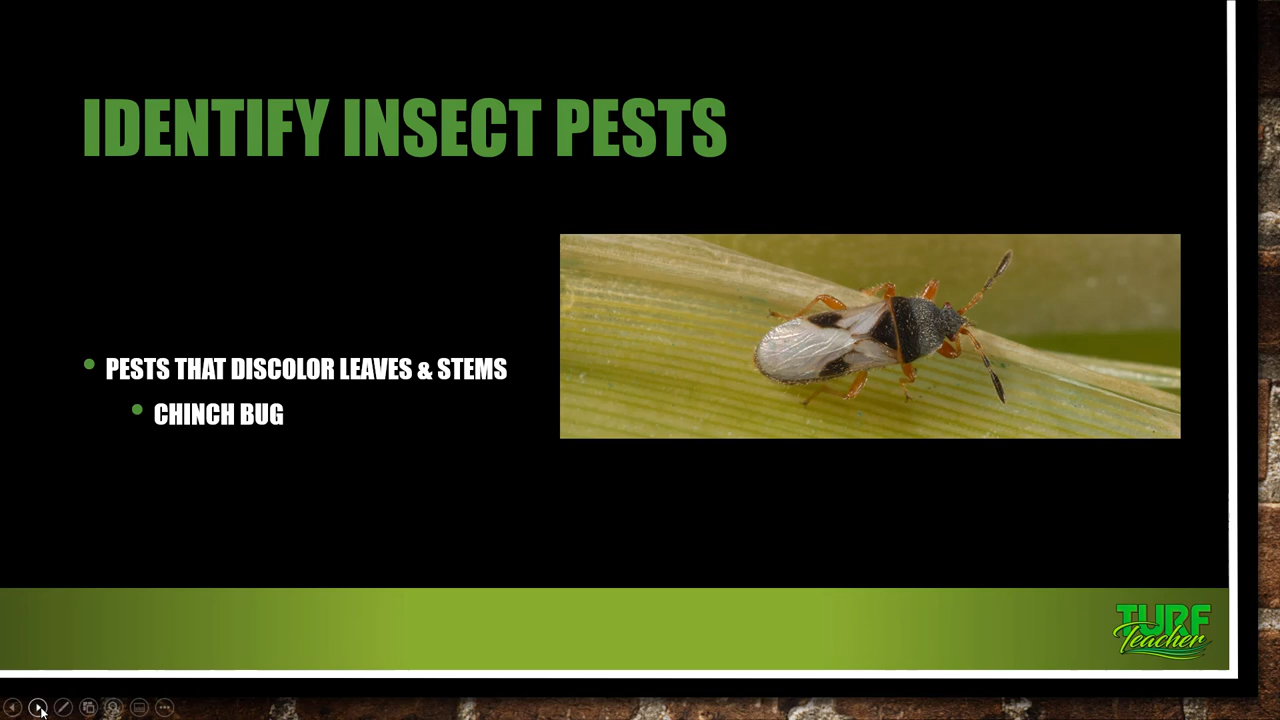 IDENTIFY INSECT PESTS
PESTS THAT DISCOLOR LEAVES & STEMS
CHINCH BUG
TURF
Teacher